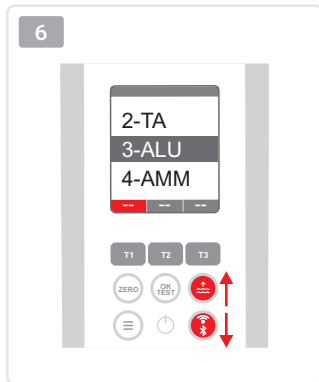 6
2-TA
3-ALU
4-AMM
-- -- --
T1 T2 T3
ZERO OK TEST